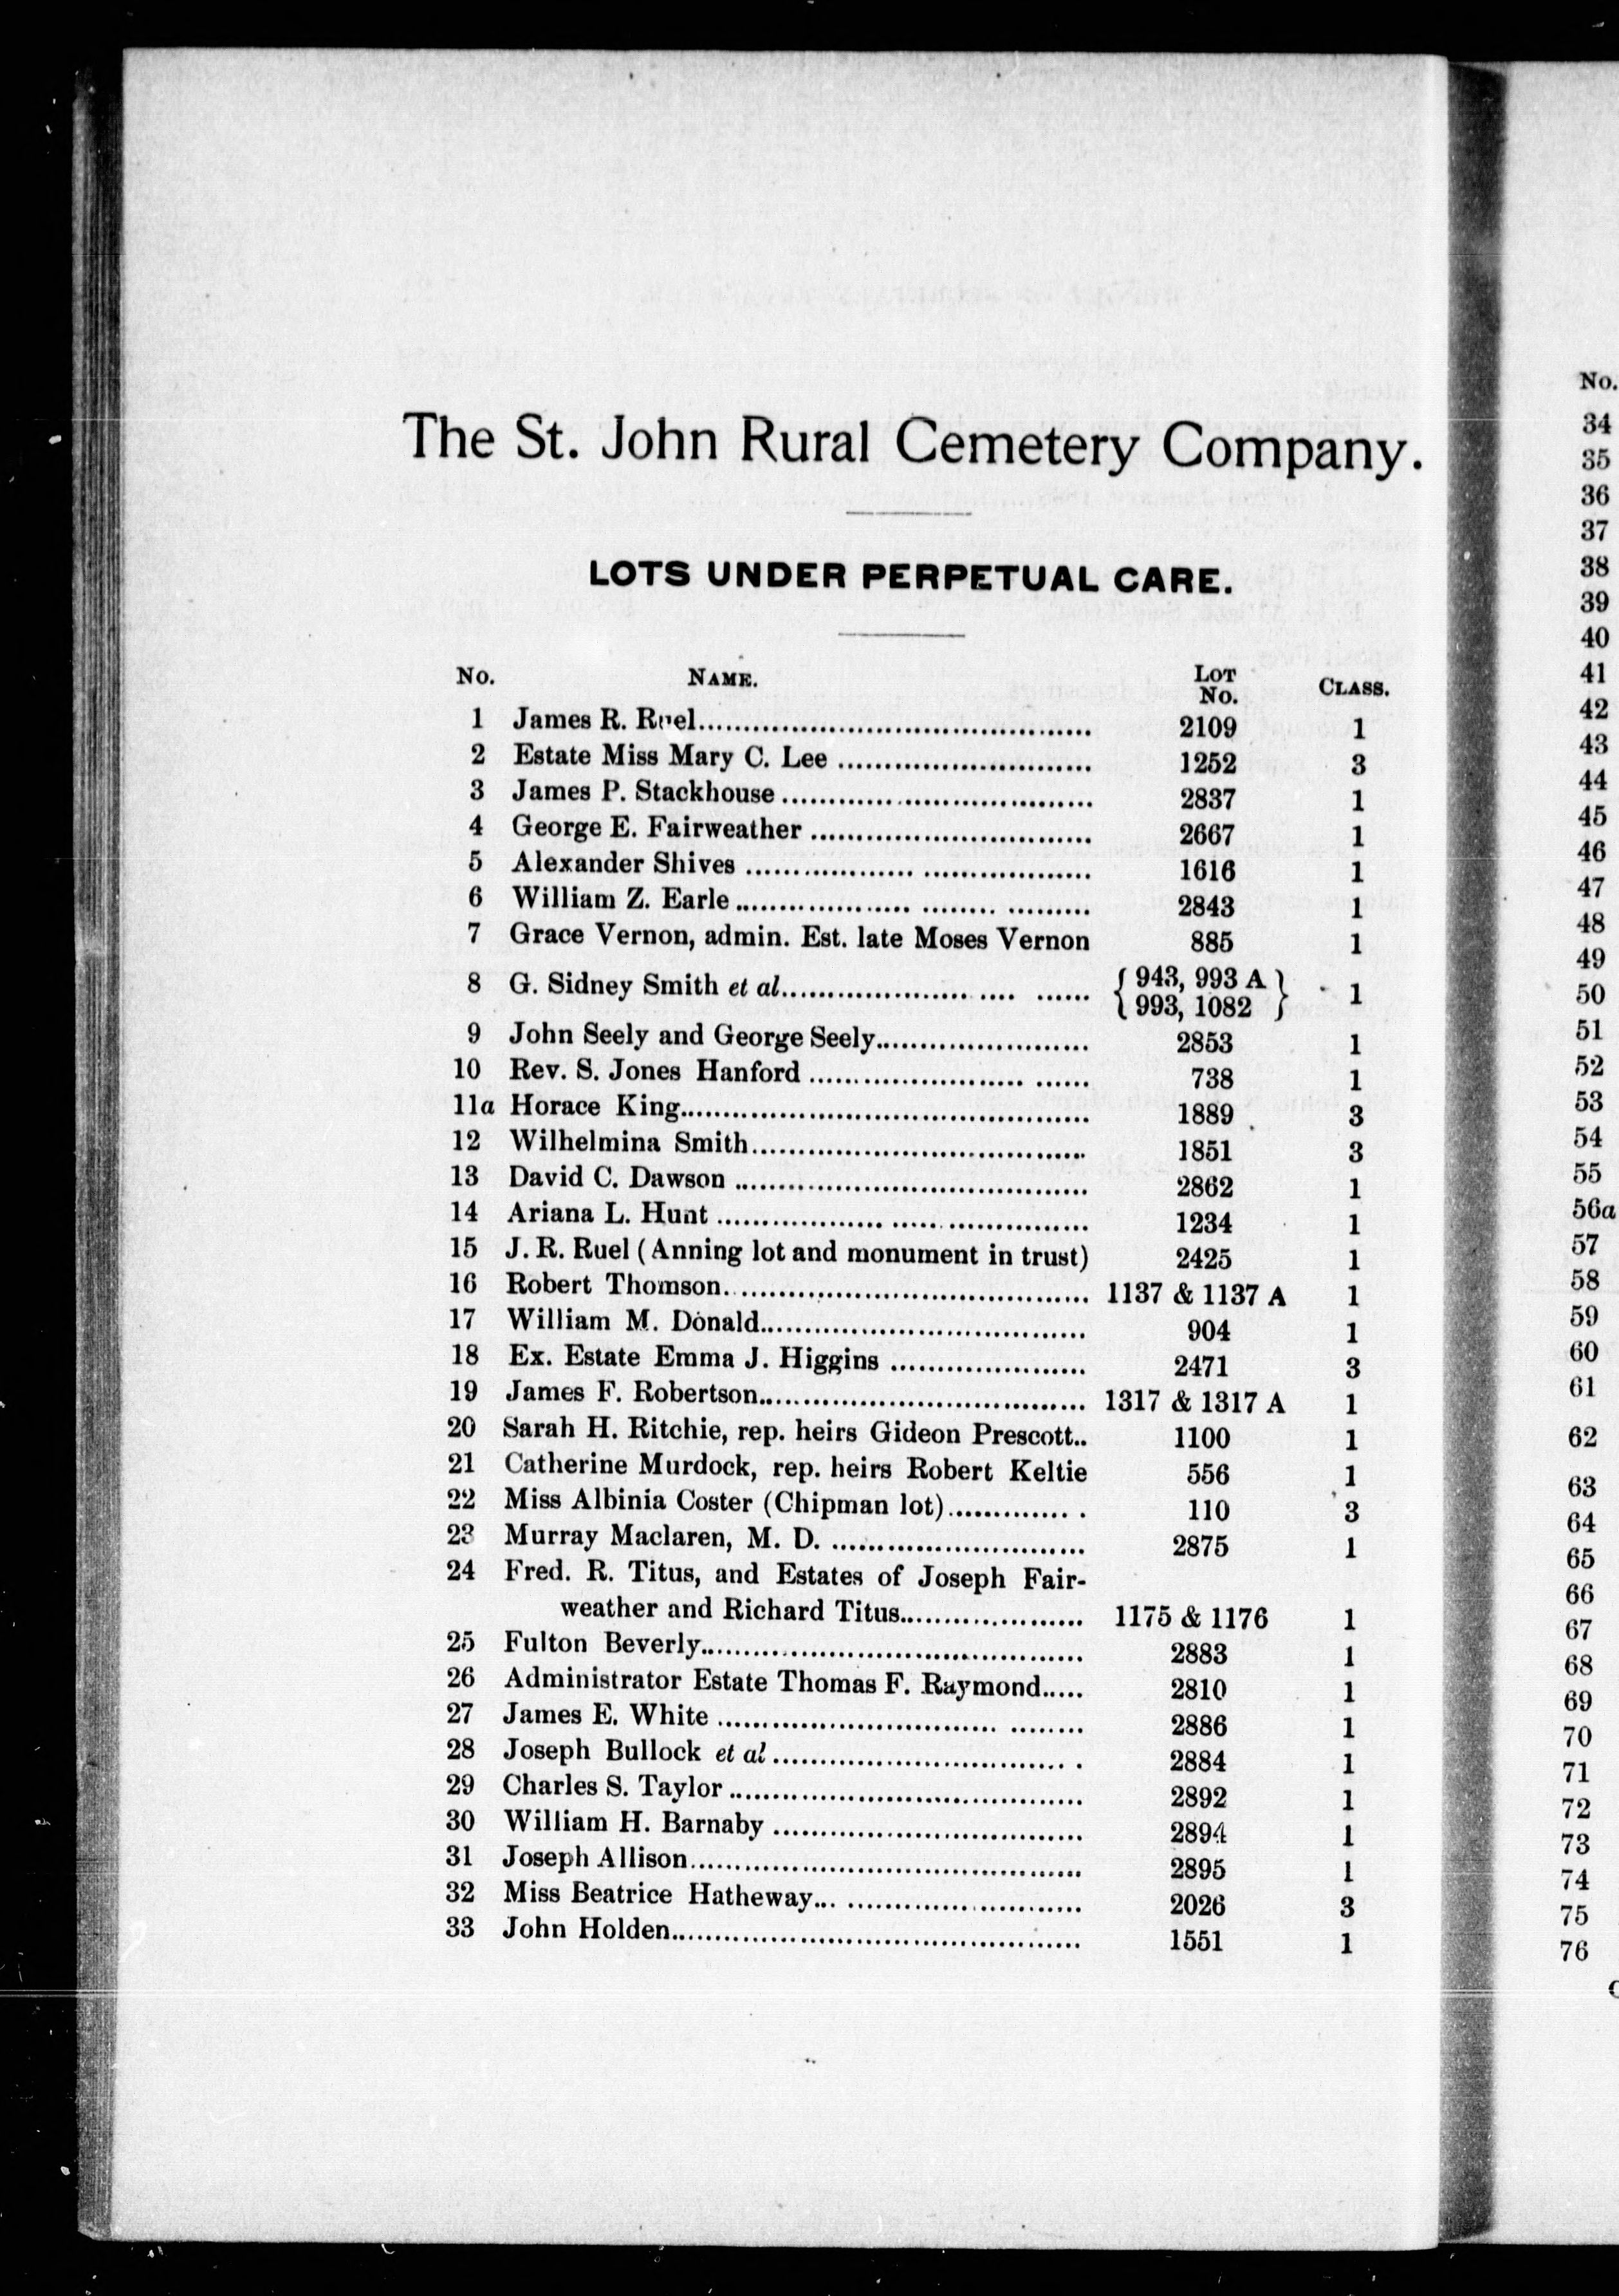 The St. John Rural Cemetery Company.
LOTS UNDER PERPETUAL CARE.
No. NAME. LOT No. CLASS.
1 James R. Ruel 2109 1
2 Estate Miss Mary C. Lee 1252 3
3 James P. Stackhouse 2837 1
4 George E. Fairweather 2667 1
5 Alexander Shives 1616 1
6 William Z. Earle 2843 1
7 Grace Vernon, admin. Est. late Moses Vernon 885 1
8 G. Sidney Smith et al { 943, 993 A } 1
{ 993, 1082 }
9 John Seely and George Seely 2853 1
10 Rev. S. Jones Hanford 738 1
11a Horace King 1889 3
12 Wilhelmina Smith 1851 3
13 David C. Dawson 2862 1
14 Ariana L. Hunt 1234 1
15 J. R. Ruel (Anning lot and monument in trust) 2425 1
16 Robert Thomson 1137 & 1137 A 1
17 William M. Donald 904 1
18 Ex. Estate Emma J. Higgins 2471 3
19 James F. Robertson 1317 & 1317 A 1
20 Sarah H. Ritchie, rep. heirs Gideon Prescott.. 1100 1
21 Catherine Murdock, rep. heirs Robert Keltie 556 1
22 Miss Albinia Coster (Chipman lot) 110 3
23 Murray Maclaren, M. D. 2875 1
24 Fred. R. Titus, and Estates of Joseph Fair-
weather and Richard Titus 1175 & 1176 1
25 Fulton Beverly 2883 1
26 Administrator Estate Thomas F. Raymond 2810 1
27 James E. White 2886 1
28 Joseph Bullock et al 2884 1
29 Charles S. Taylor 2892 1
30 William H. Barnaby 2894 1
31 Joseph Allison 2895 1
32 Miss Beatrice Hatheway 2026 3
33 John Holden 1551 1
No.
34
35
36
37
38
39
40
41
42
43
44
45
46
47
48
49
50
51
52
53
54
55
56a
57
58
59
60
61
62
63
64
65
66
67
68
69
70
71
72
73
74
75
76